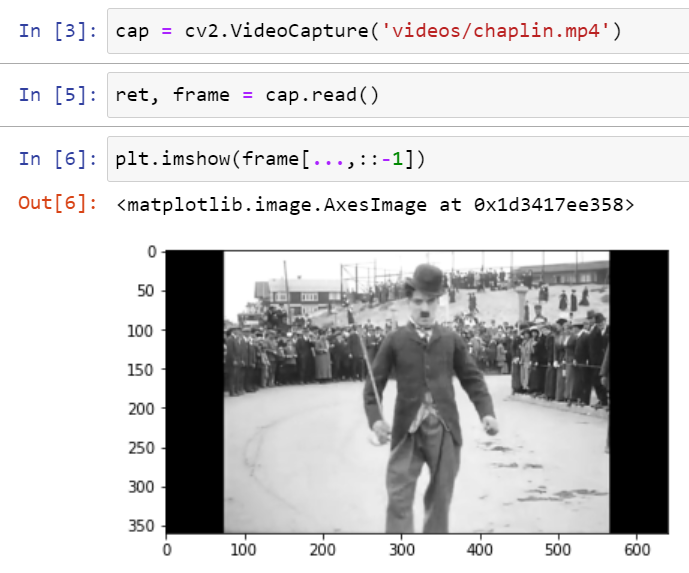 In [3]: cap = cv2.VideoCapture('videos/chaplin.mp4')
In [5]: ret, frame = cap.read()
In [6]: plt.imshow(frame[...,::-1])
Out[6]: <matplotlib.image.AxesImage at 0x1d3417ee358>
0
50
100
150
200
250
300
350
0 100 200 300 400 500 600